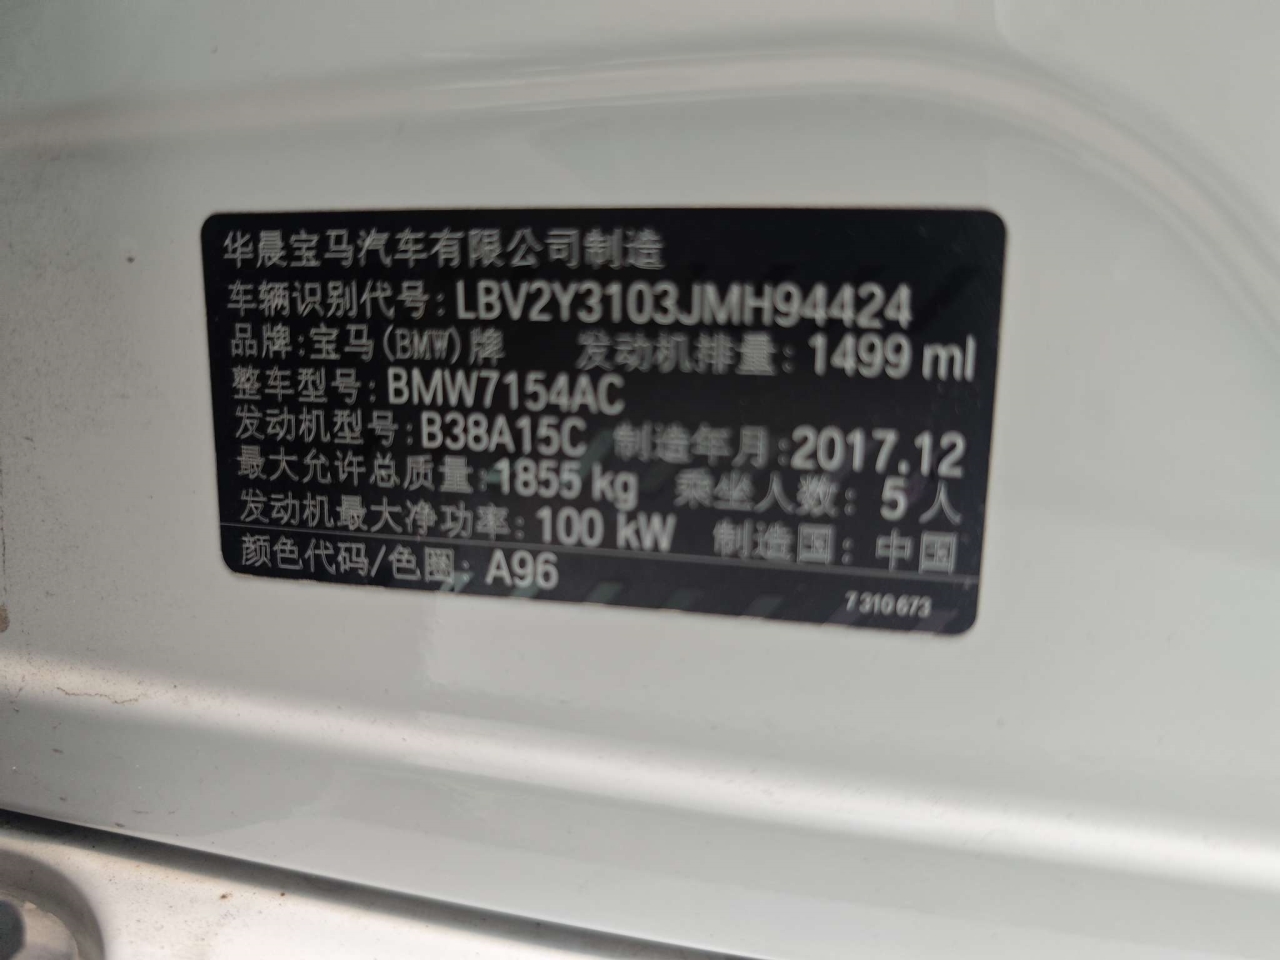 华晨宝马汽车有限公司制造
车辆识别代号: LBV2Y3103JMH94424
品牌: 宝马(BMW)牌 发动机排量: 1499 ml
整车型号: BMW7154AC
发动机型号: B38A15C 制造年月: 2017.12
最大允许总质量: 1855 kg 乘坐人数: 5 人
发动机最大净功率: 100 kW 制造国: 中国
颜色代码/色圈: A96
7 310 673